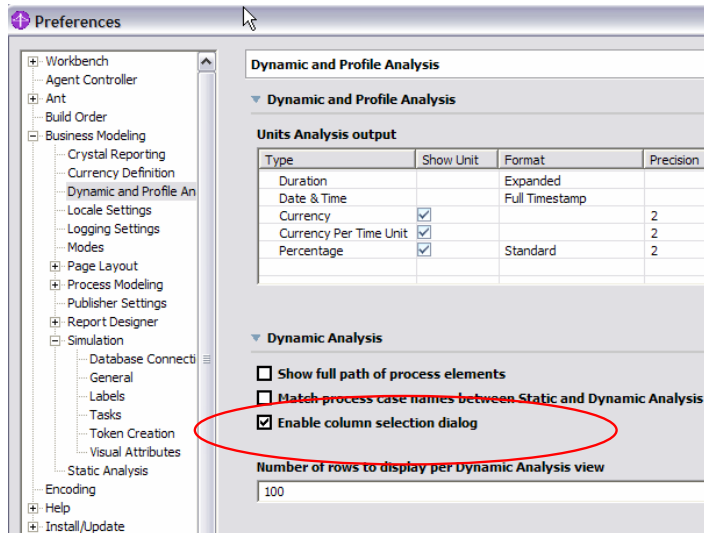 Preferences
Workbench
Agent Controller
Ant
Build Order
Business Modeling
Crystal Reporting
Currency Definition
Dynamic and Profile An
Locale Settings
Logging Settings
Modes
Page Layout
Process Modeling
Publisher Settings
Report Designer
Simulation
Database Connecti
General
Labels
Tasks
Token Creation
Visual Attributes
Static Analysis
Encoding
Help
Install/Update
Dynamic and Profile Analysis
Dynamic and Profile Analysis
Units Analysis output
Type Show Unit Format Precision
Duration Expanded
Date & Time Full Timestamp
Currency 2
Currency Per Time Unit 2
Percentage Standard 2
Dynamic Analysis
Show full path of process elements
Match process case names between Static and Dynamic Analysis
Enable column selection dialog
Number of rows to display per Dynamic Analysis view
100